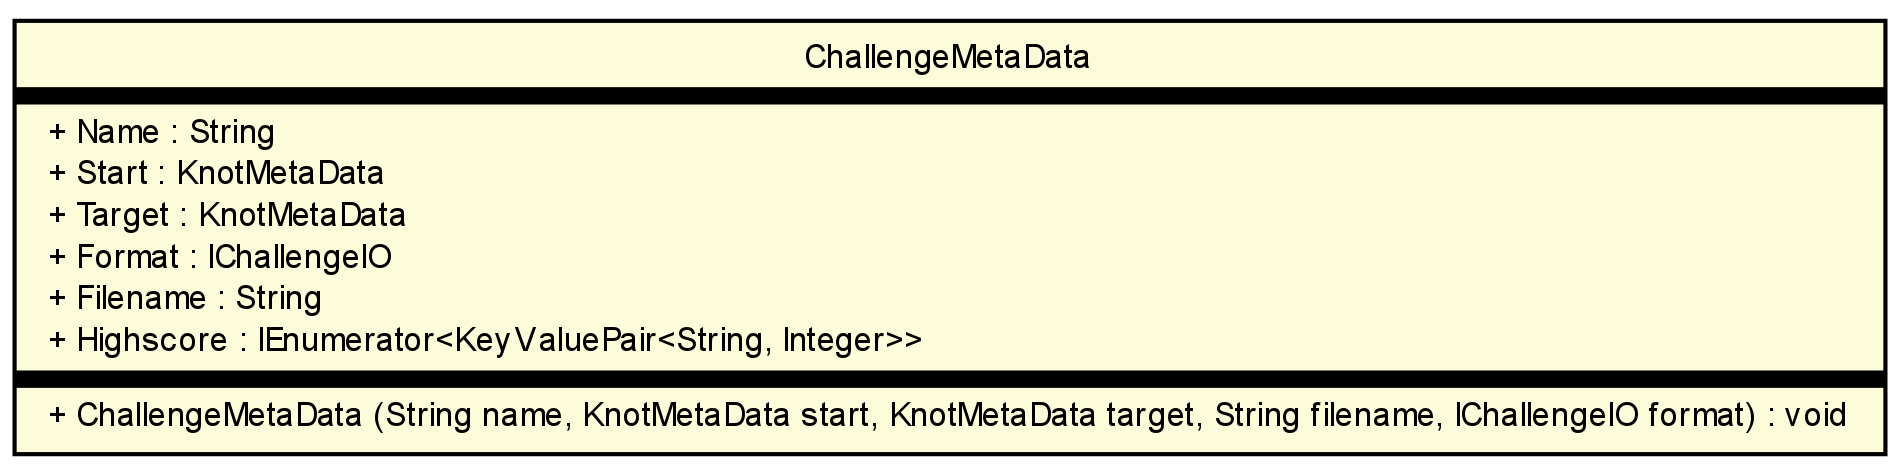 ChallengeMetaData
+ Name : String
+ Start : KnotMetaData
+ Target : KnotMetaData
+ Format : IChallengeIO
+ Filename : String
+ Highscore : IEnumerator<KeyValuePair<String, Integer>>
+ ChallengeMetaData (String name, KnotMetaData start, KnotMetaData target, String filename, IChallengeIO format) : void